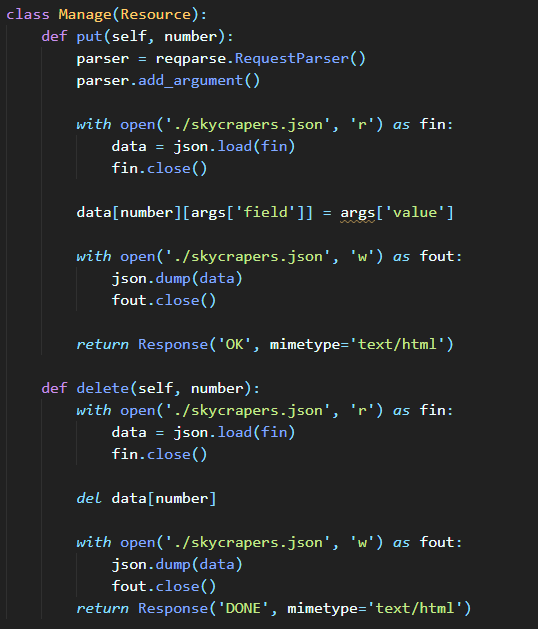 class Manage(Resource):
    def put(self, number):
        parser = reqparse.RequestParser()
        parser.add_argument()

        with open('./skycrapers.json', 'r') as fin:
            data = json.load(fin)
            fin.close()

        data[number][args['field']] = args['value']

        with open('./skycrapers.json', 'w') as fout:
            json.dump(data)
            fout.close()

        return Response('OK', mimetype='text/html')

    def delete(self, number):
        with open('./skycrapers.json', 'r') as fin:
            data = json.load(fin)
            fin.close()

        del data[number]

        with open('./skycrapers.json', 'w') as fout:
            json.dump(data)
            fout.close()
        return Response('DONE', mimetype='text/html')